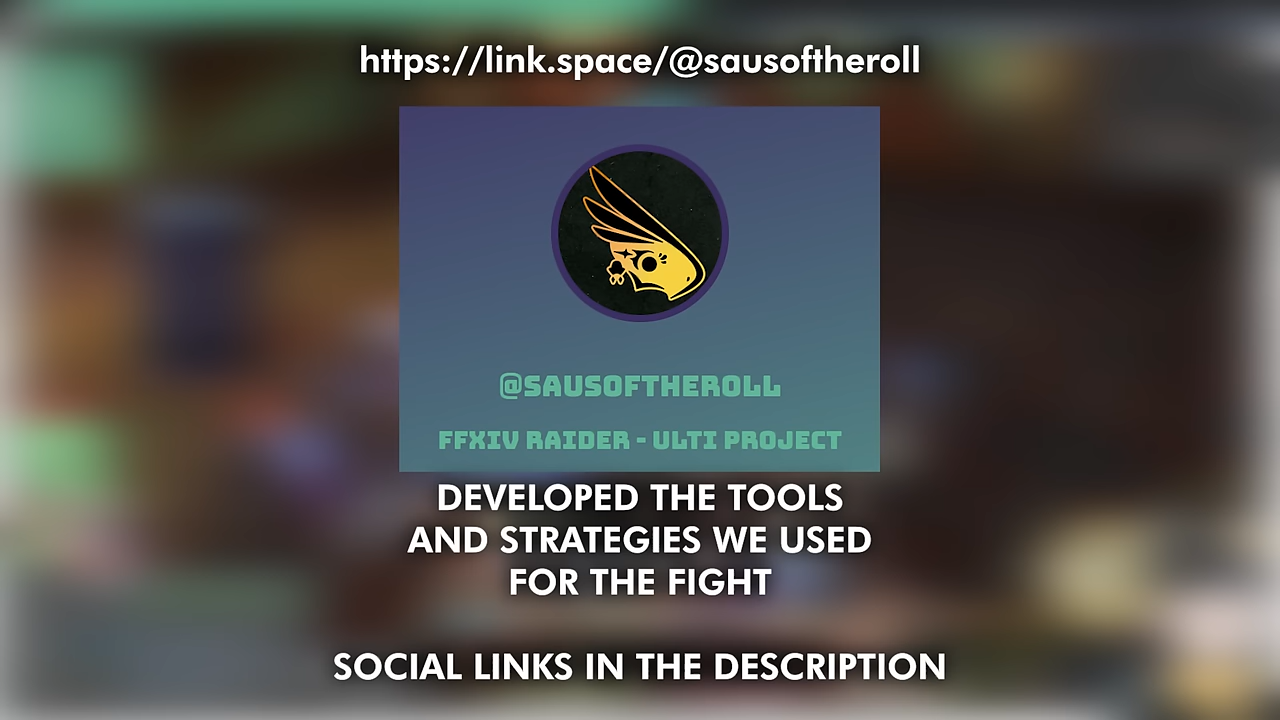 https://link.space/@sausoftheroll
@SAUSOFTHEROLL
FFXIV RAIDER - ULTI PROJECT
DEVELOPED THE TOOLS
AND STRATEGIES WE USED
FOR THE FIGHT
SOCIAL LINKS IN THE DESCRIPTION